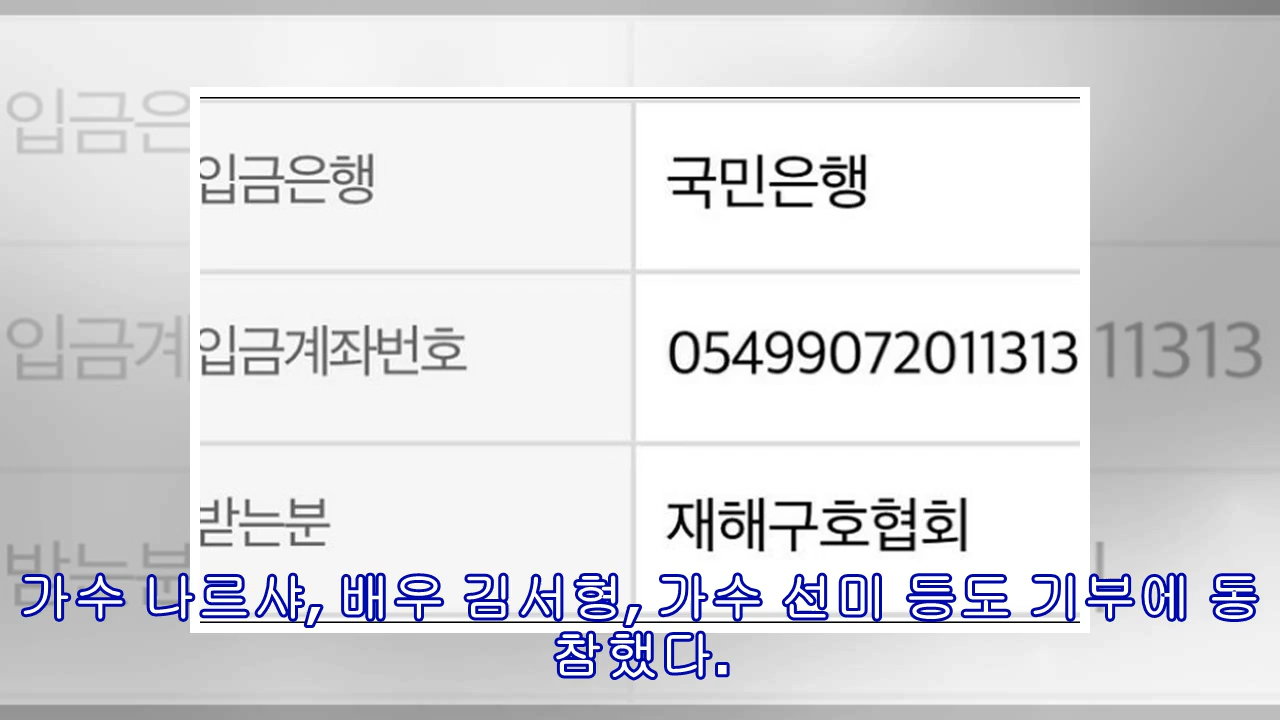 입금은행 국민은행
입금계좌번호 05499072011313
받는분 재해구호협회
가수 나르샤, 배우 김서형, 가수 선미 등도 기부에 동
참했다.